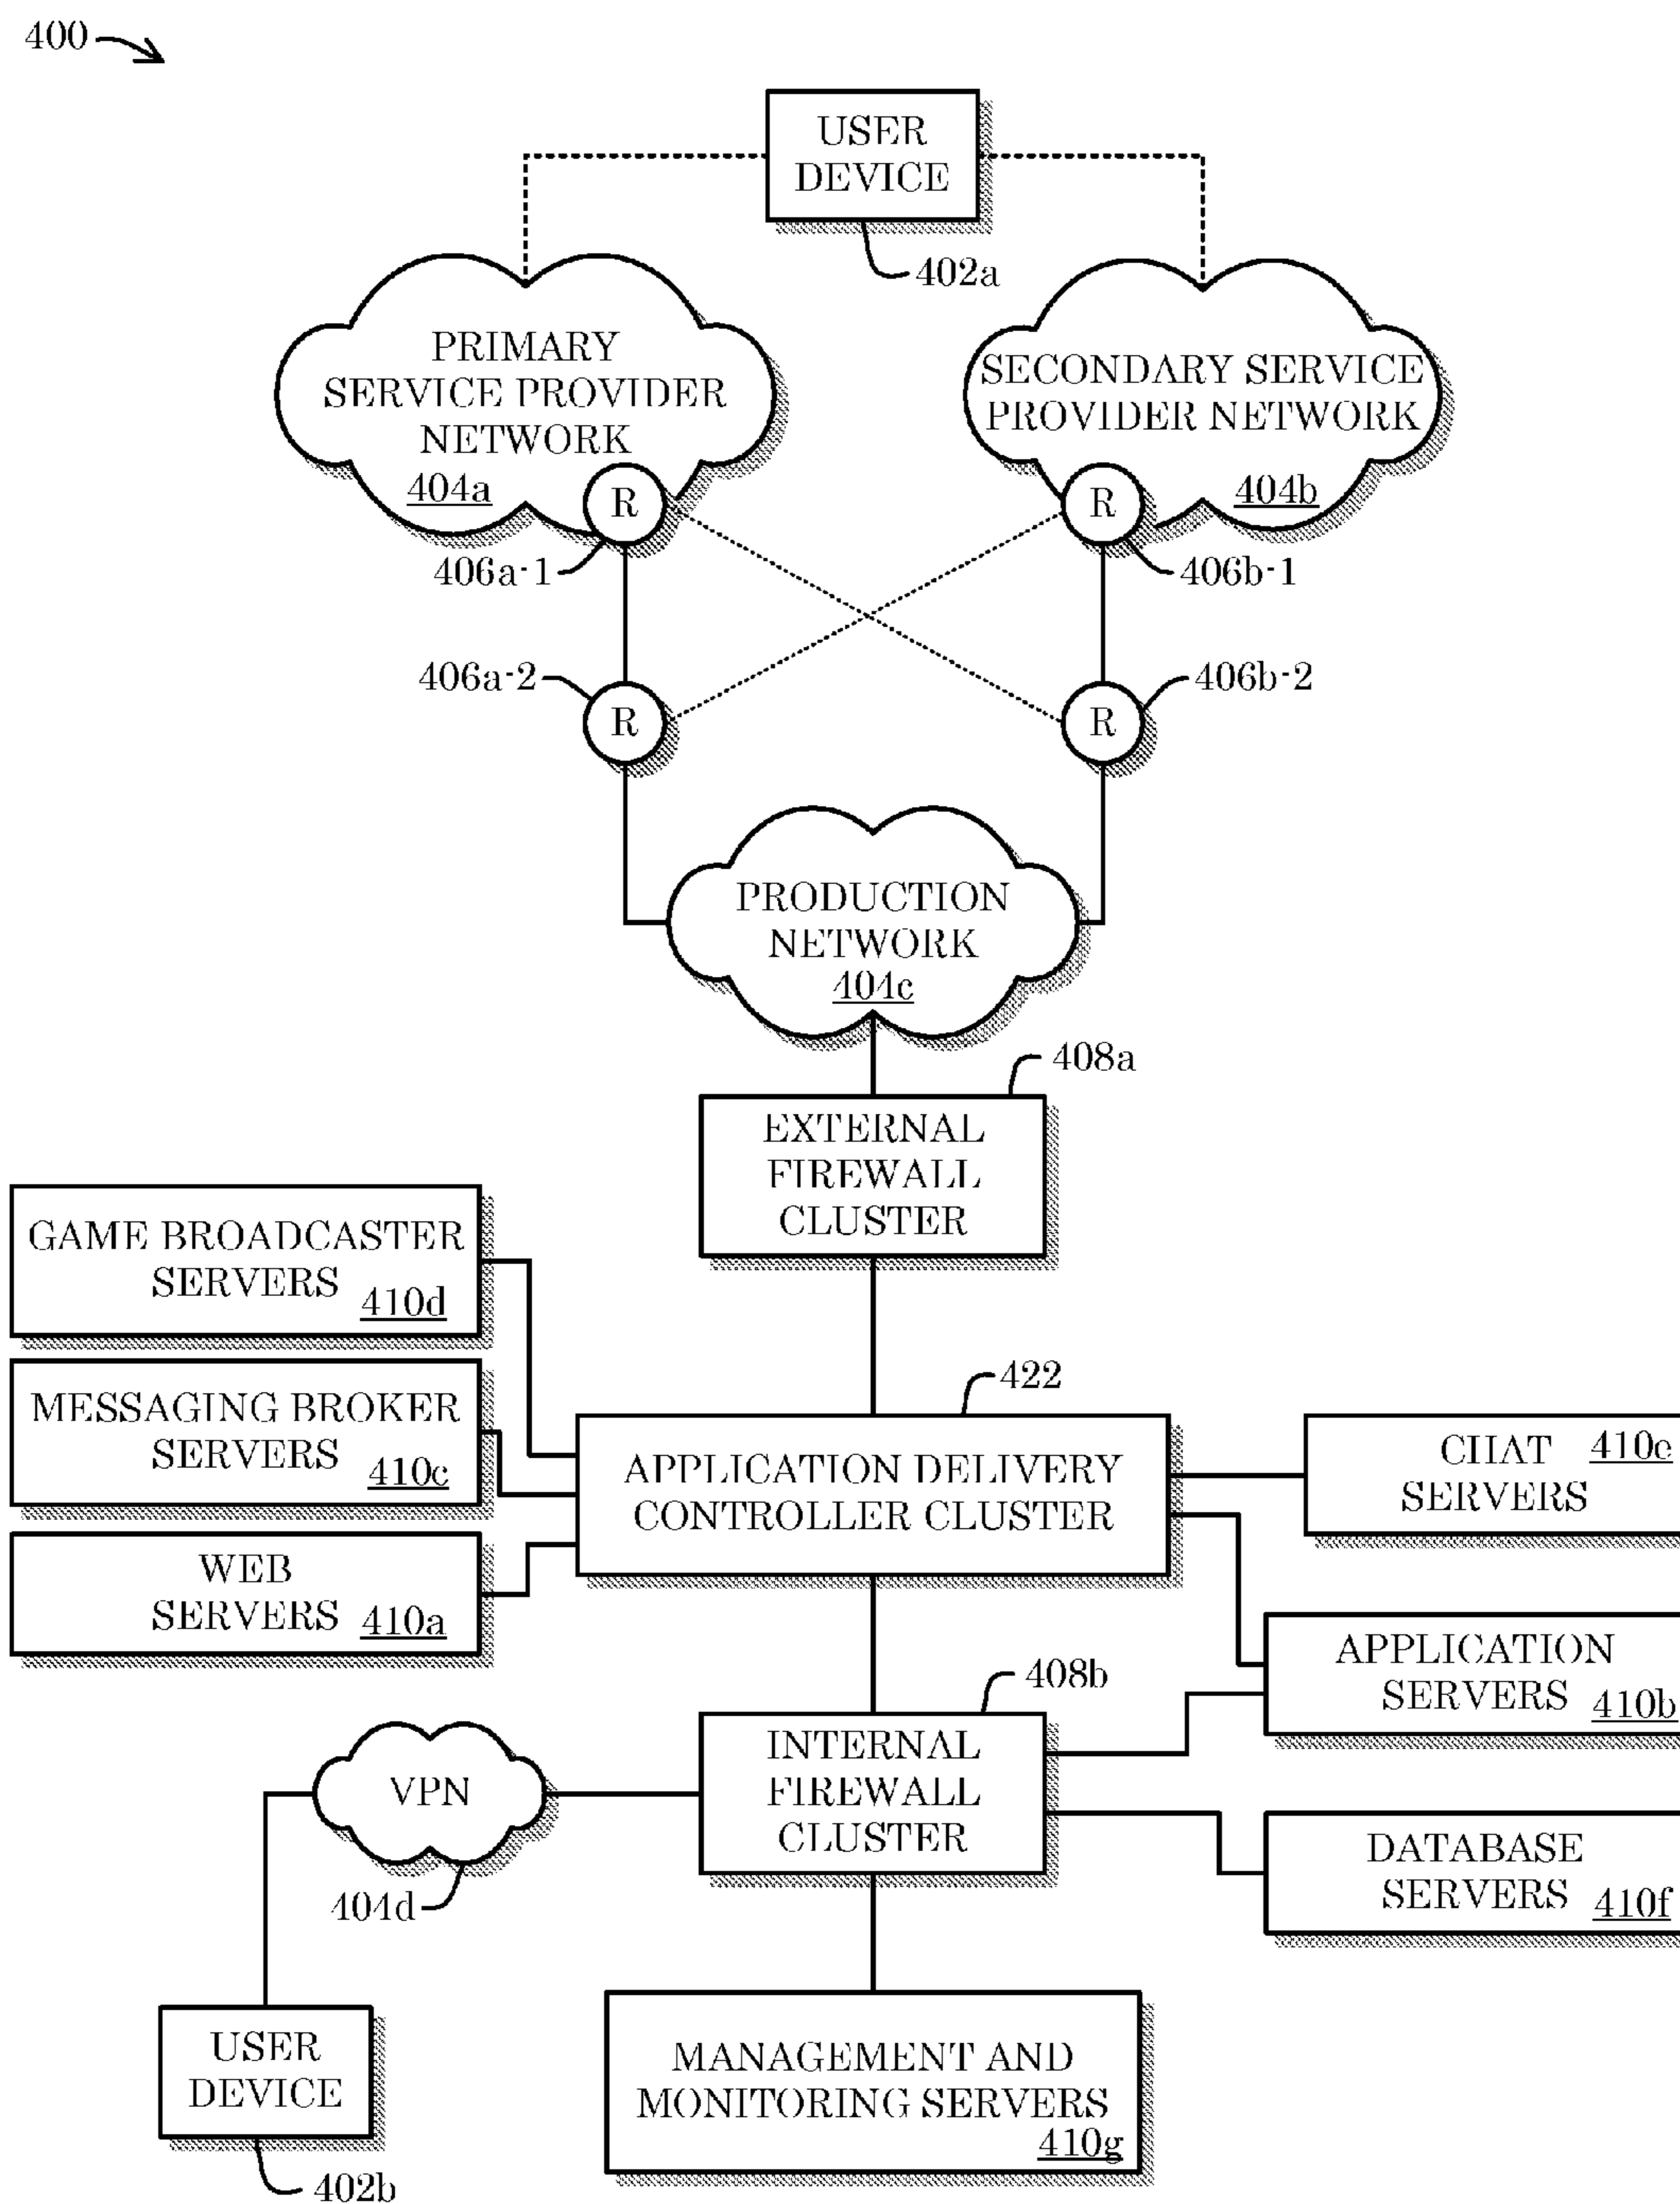 400
USER
DEVICE
402a
PRIMARY
SERVICE PROVIDER
NETWORK
404a
SECONDARY SERVICE
PROVIDER NETWORK
404b
R
R
406a-1
406b-1
406a-2
406b-2
R
R
PRODUCTION
NETWORK
404c
408a
EXTERNAL
FIREWALL
CLUSTER
GAME BROADCASTER
SERVERS 410d
MESSAGING BROKER
SERVERS 410c
WEB
SERVERS 410a
422
APPLICATION DELIVERY
CONTROLLER CLUSTER
CHAT 410e
SERVERS
APPLICATION
SERVERS 410b
408b
INTERNAL
FIREWALL
CLUSTER
VPN
404d
DATABASE
SERVERS 410f
USER
DEVICE
402b
MANAGEMENT AND
MONITORING SERVERS
410g